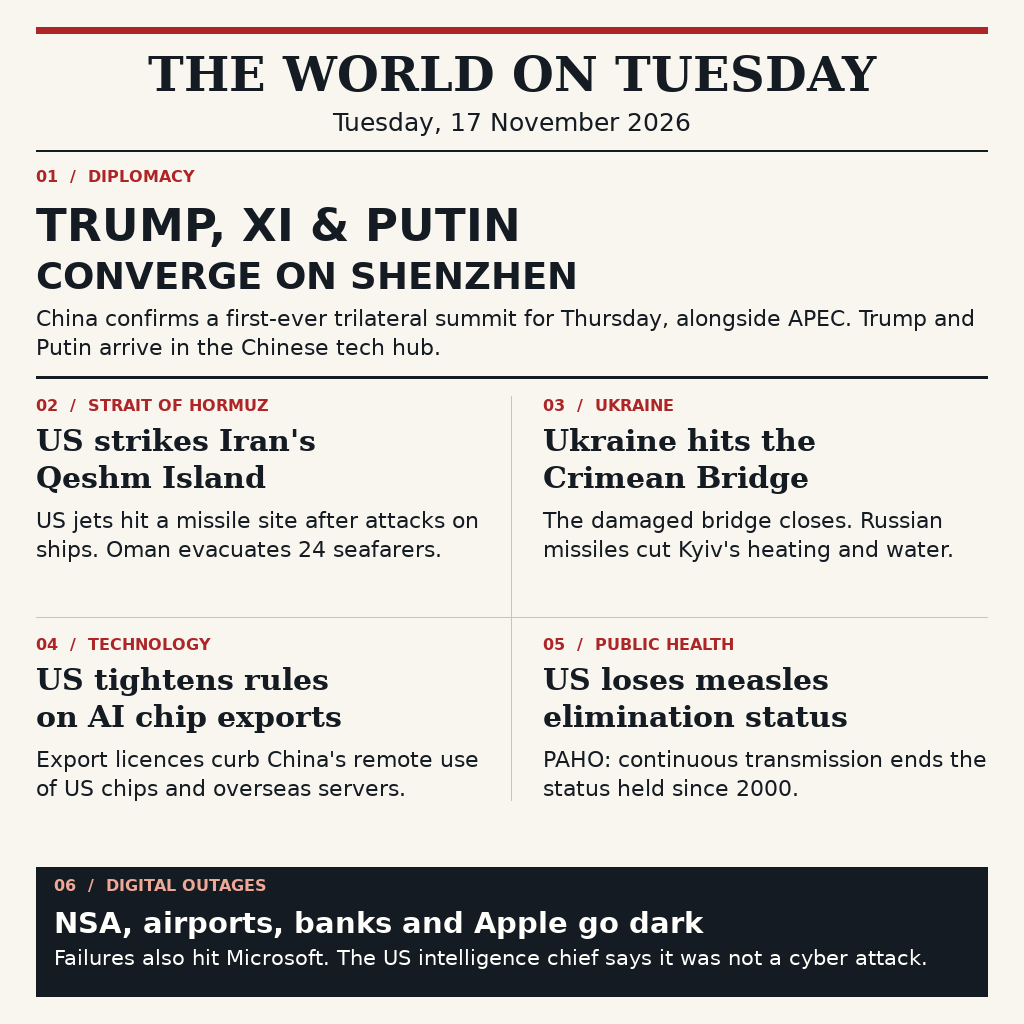 THE WORLD ON TUESDAY
Tuesday, 17 November 2026
01 / DIPLOMACY
TRUMP, XI & PUTIN
CONVERGE ON SHENZHEN
China confirms a first-ever trilateral summit for Thursday, alongside APEC. Trump and
Putin arrive in the Chinese tech hub.
02 / STRAIT OF HORMUZ
US strikes Iran's
Qeshm Island
US jets hit a missile site after attacks on
ships. Oman evacuates 24 seafarers.
03 / UKRAINE
Ukraine hits the
Crimean Bridge
The damaged bridge closes. Russian
missiles cut Kyiv's heating and water.
04 / TECHNOLOGY
US tightens rules
on AI chip exports
Export licences curb China's remote use
of US chips and overseas servers.
05 / PUBLIC HEALTH
US loses measles
elimination status
PAHO: continuous transmission ends the
status held since 2000.
06 / DIGITAL OUTAGES
NSA, airports, banks and Apple go dark
Failures also hit Microsoft. The US intelligence chief says it was not a cyber attack.